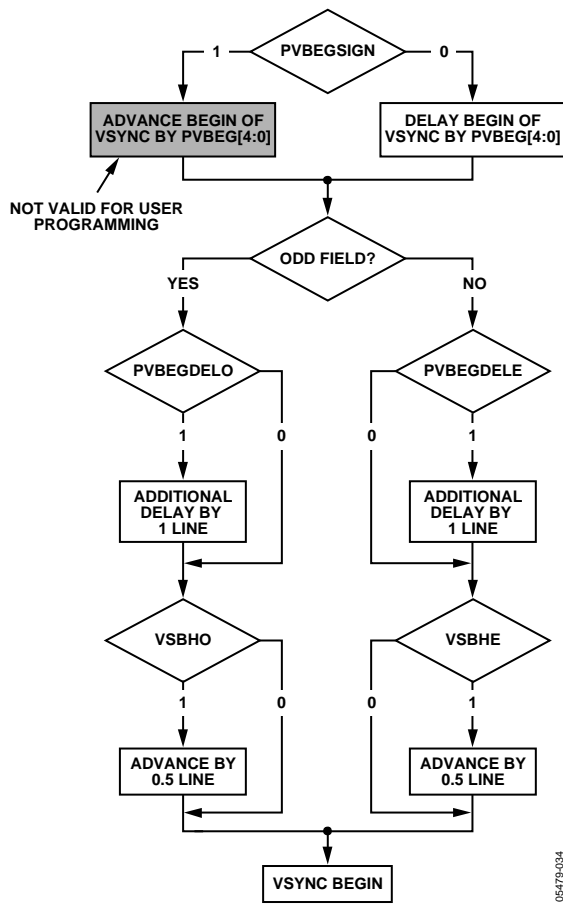 PVBEGSIGN
1
0
ADVANCE BEGIN OF
VSYNC BY PVBEG[4:0]
DELAY BEGIN OF
VSYNC BY PVBEG[4:0]
NOT VALID FOR USER
PROGRAMMING
ODD FIELD?
YES
NO
PVBEGDELO
PVBEGDELE
1
0
0
1
ADDITIONAL
DELAY BY
1 LINE
ADDITIONAL
DELAY BY
1 LINE
VSBHO
VSBHE
1
0
0
1
ADVANCE BY
0.5 LINE
ADVANCE BY
0.5 LINE
VSYNC BEGIN
05479-034